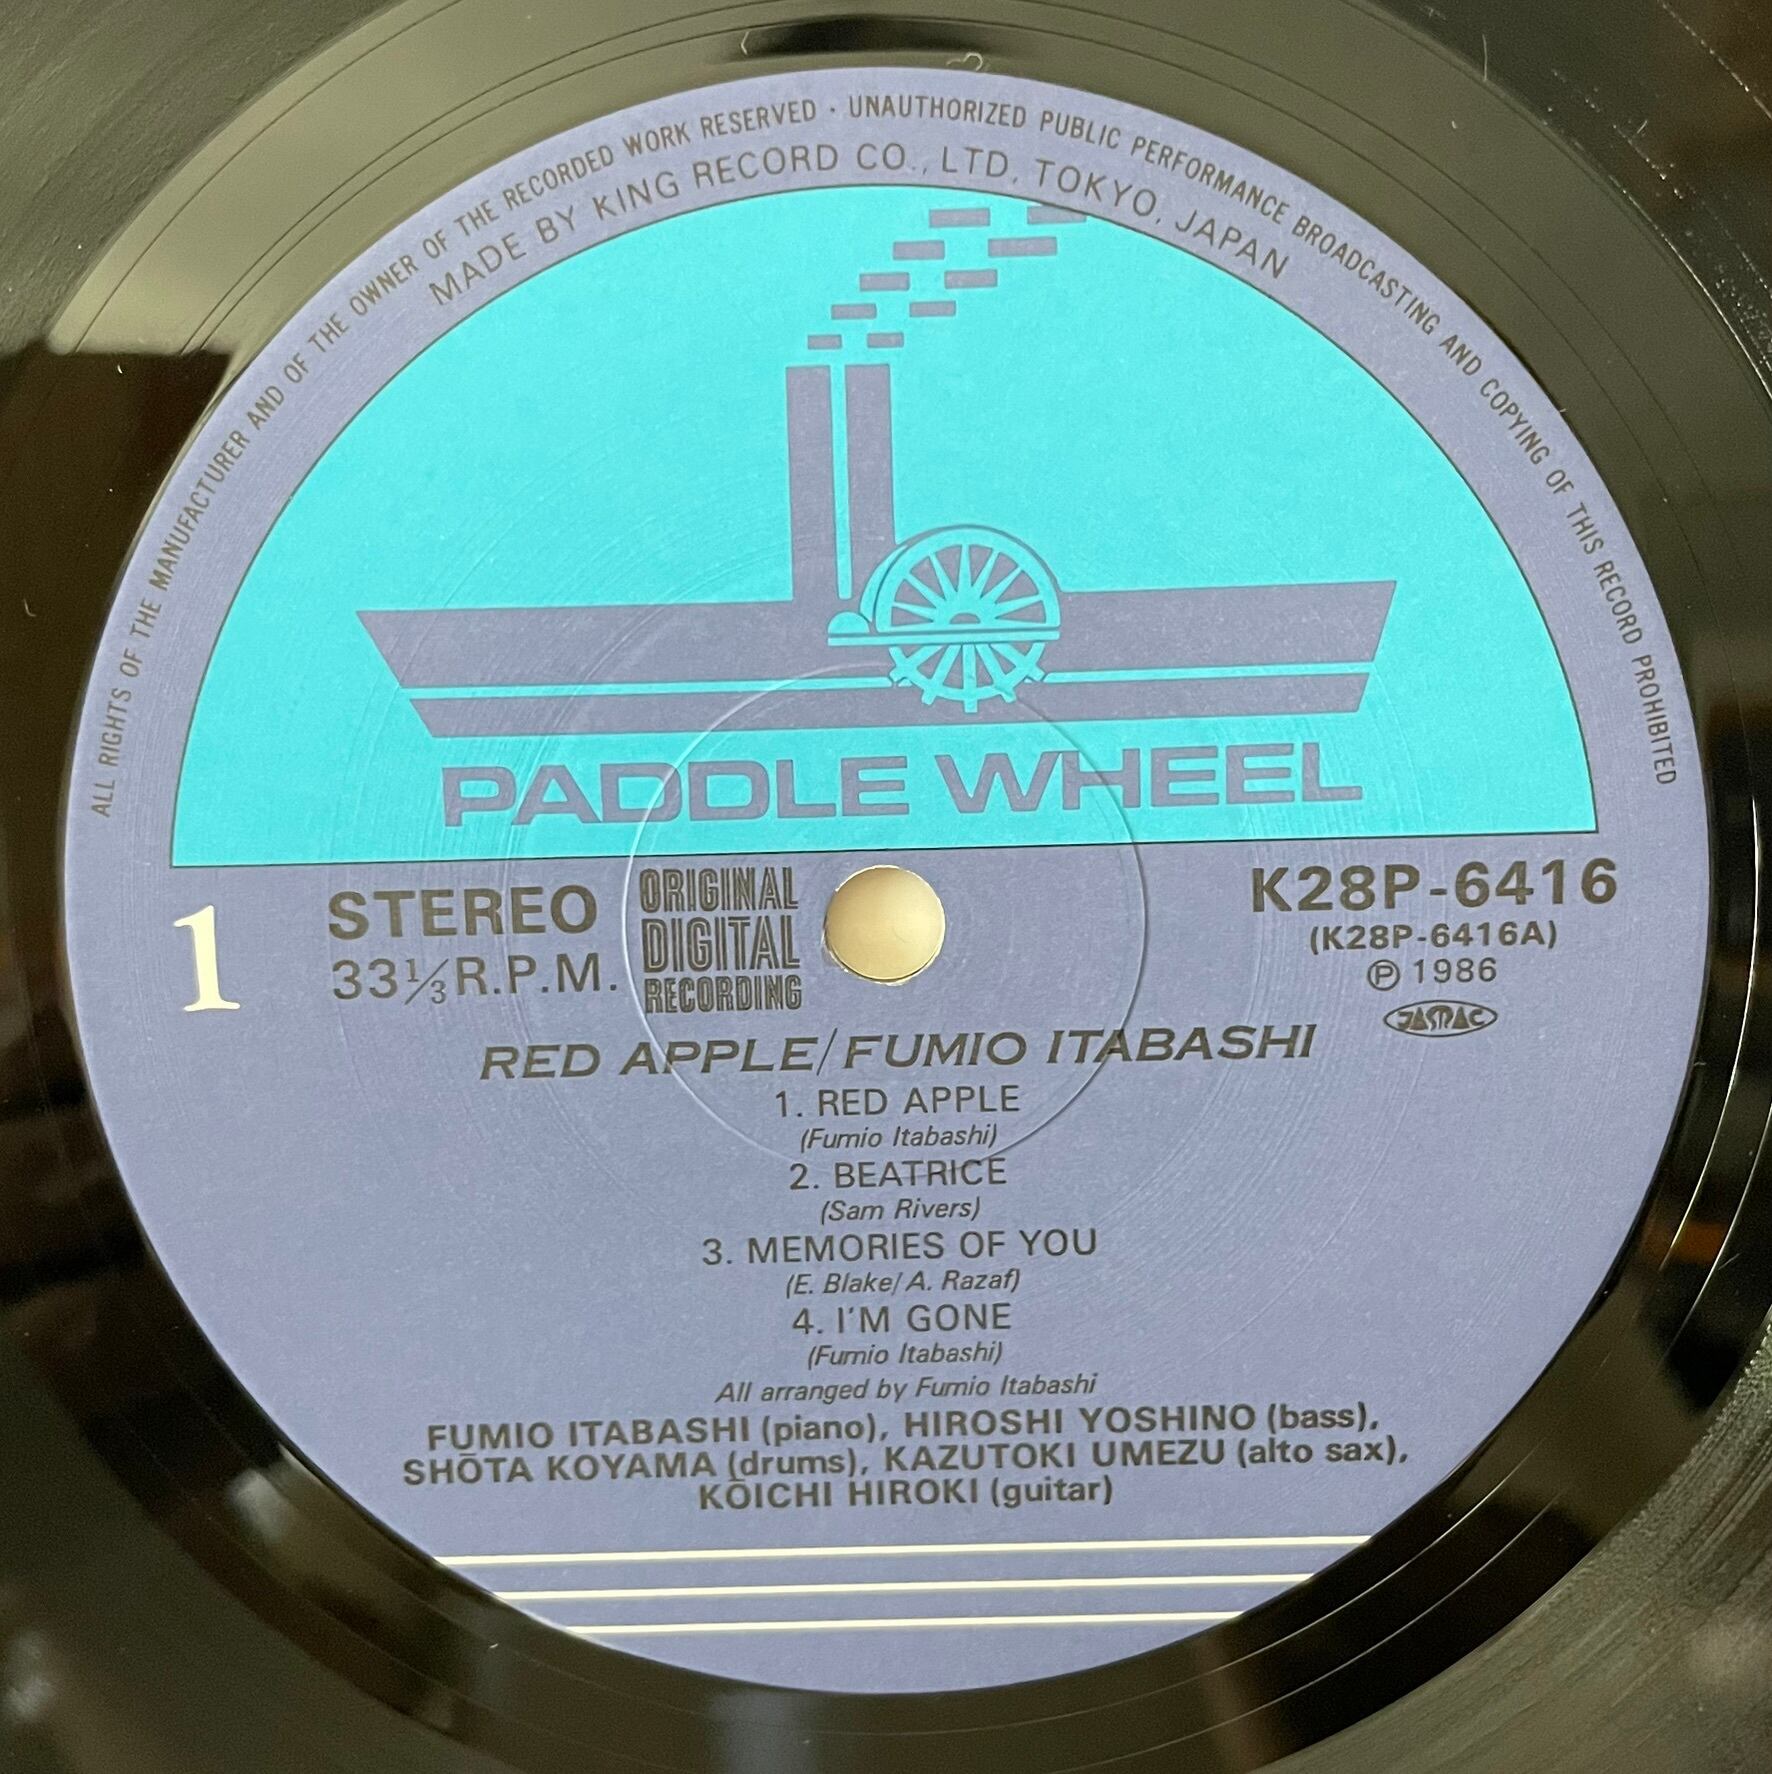 ALL RIGHTS OF THE MANUFACTURER AND OF THE OWNER OF THE RECORDED WORK RESERVED · UNAUTHORIZED PUBLIC PERFORMANCE BROADCASTING AND COPYING OF THIS RECORD PROHIBITED
MADE BY KING RECORD CO., LTD. TOKYO, JAPAN
PADDLE WHEEL
1
STEREO
33⅓ R.P.M.
ORIGINAL
DIGITAL
RECORDING
K28P-6416
(K28P-6416A)
Ⓟ 1986
JASRAC
RED APPLE/FUMIO ITABASHI
1. RED APPLE
(Fumio Itabashi)
2. BEATRICE
(Sam Rivers)
3. MEMORIES OF YOU
(E. Blake/A. Razaf)
4. I'M GONE
(Fumio Itabashi)
All arranged by Fumio Itabashi
FUMIO ITABASHI (piano), HIROSHI YOSHINO (bass),
SHŌTA KOYAMA (drums), KAZUTOKI UMEZU (alto sax),
KŌICHI HIROKI (guitar)